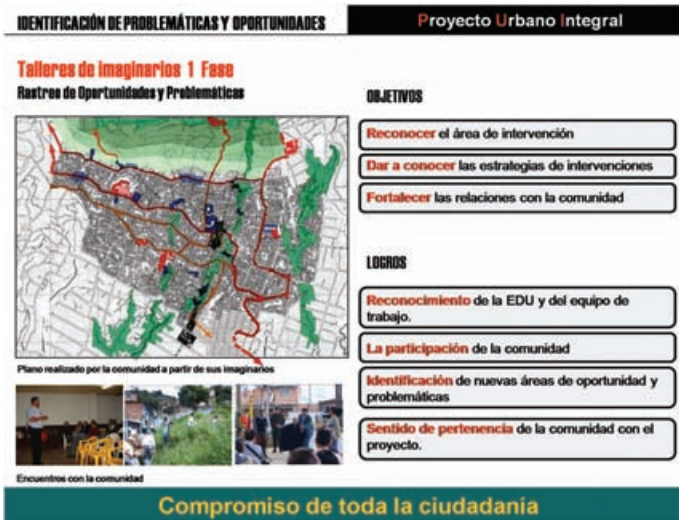 IDENTIFICACIÓN DE PROBLEMÁTICAS Y OPORTUNIDADES
Proyecto Urbano Integral
Talleres de imaginarios 1 Fase
Rastreo de Oportunidades y Problemáticas
Plano realizado por la comunidad a partir de sus imaginarios
Encuentros con la comunidad
OBJETIVOS
Reconocer el área de intervención
Dar a conocer las estrategias de intervenciones
Fortalecer las relaciones con la comunidad
LOGROS
Reconocimiento de la EDU y del equipo de
trabajo.
La participación de la comunidad
Identificación de nuevas áreas de oportunidad y
problemáticas
Sentido de pertenencia de la comunidad con el
proyecto.
Compromiso de toda la ciudadanía